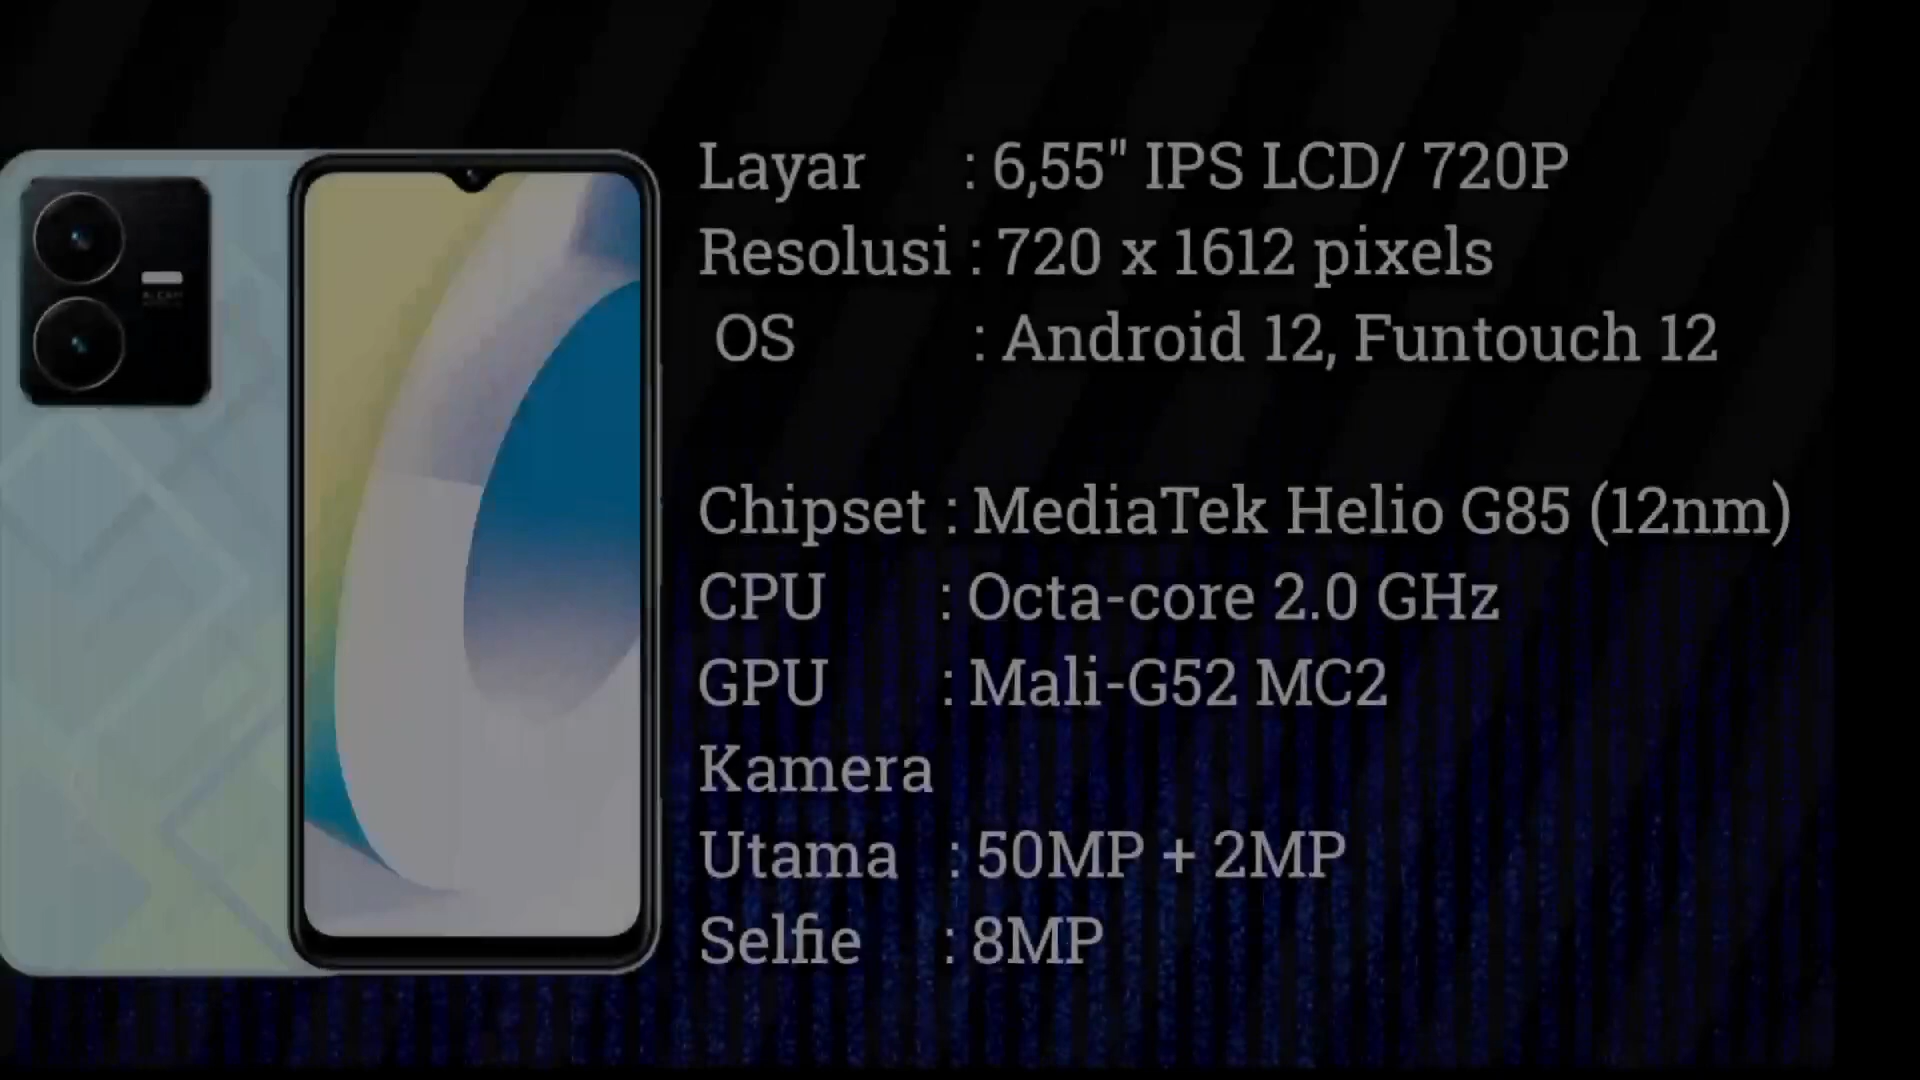 Layar : 6,55" IPS LCD/ 720P
Resolusi : 720 x 1612 pixels
OS : Android 12, Funtouch 12
Chipset : MediaTek Helio G85 (12nm)
CPU : Octa-core 2.0 GHz
GPU : Mali-G52 MC2
Kamera
Utama : 50MP + 2MP
Selfie : 8MP